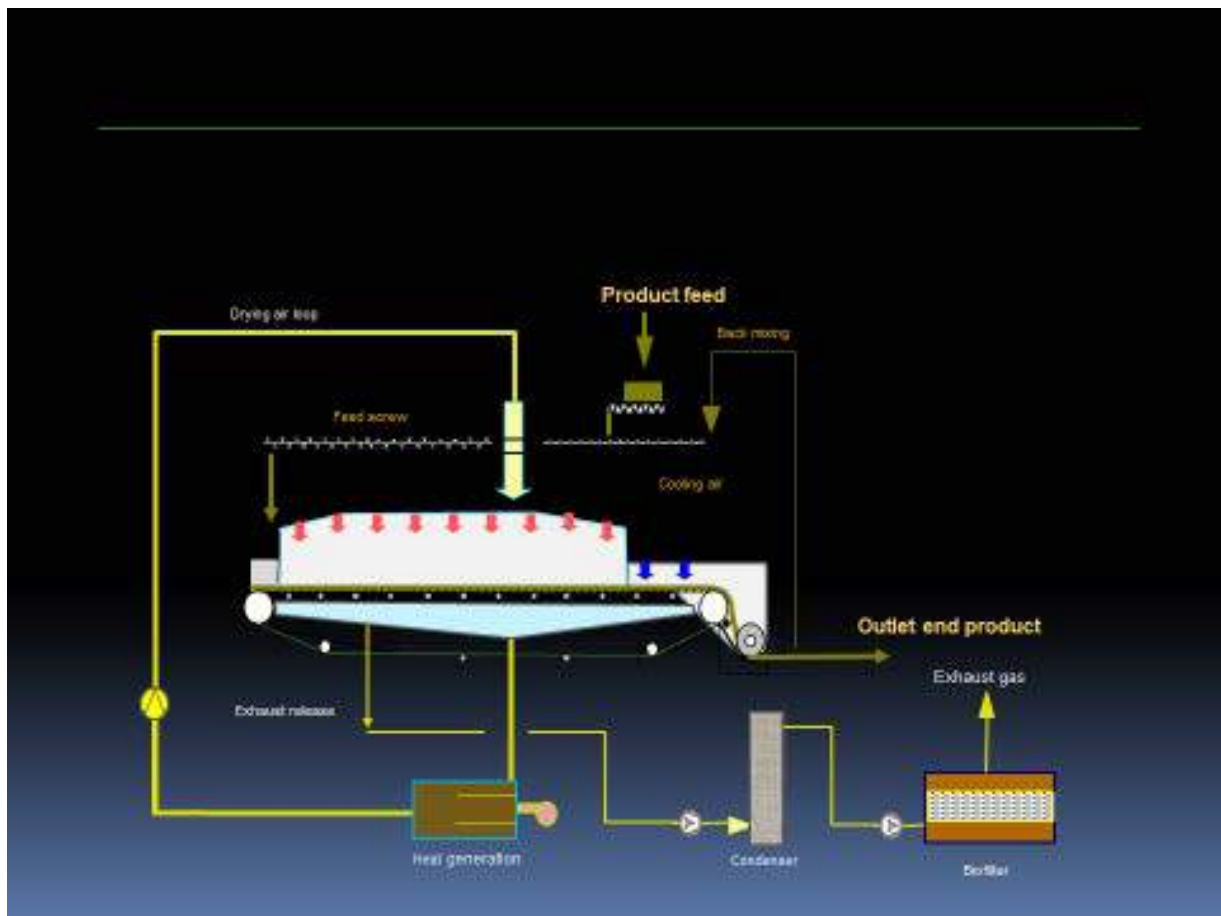 Product feed
Drying air loop
Back mixing
Feed screw
Cooling air
Outlet end product
Exhaust gas
Exhaust release
Heat generation
Condenser
Biofilter